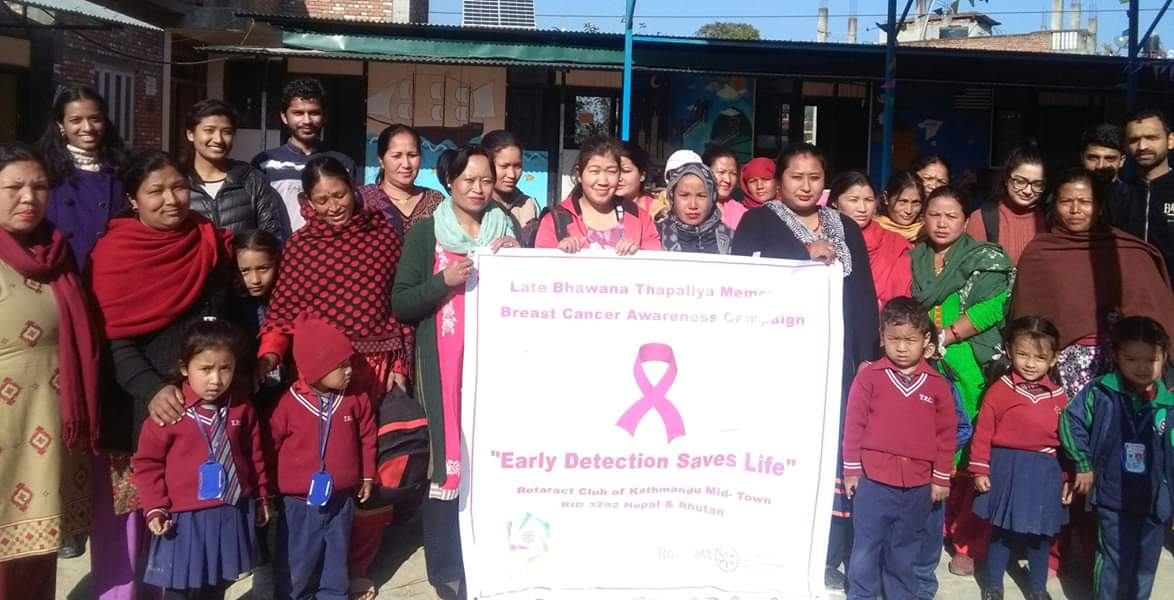 Late Bhawana Thapaliya
Breast Cancer Awareness Campaign
"Early Detection Saves Life"
Rotaract Club of Kathmandu Mid- Town
RID 3292 Nepal & Bhutan
T.P.C.